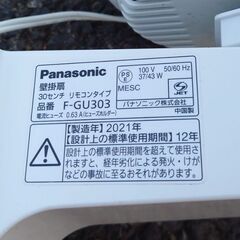 Panasonic
壁掛扇
30センチ リモコンタイプ
品番 F-GU303
電流ヒューズ 0.63A(ヒューズホルダー)
PS E
100 V 50/60 Hz
37/43 W
MESC
JET
パナソニック株式会社
中国製
【製造年】2021年
【設計上の標準使用期間】12年
設計上の標準使用期間を超えて使用されま
すと、経年劣化による発火・けが
などの事故に至るおそれがあります。